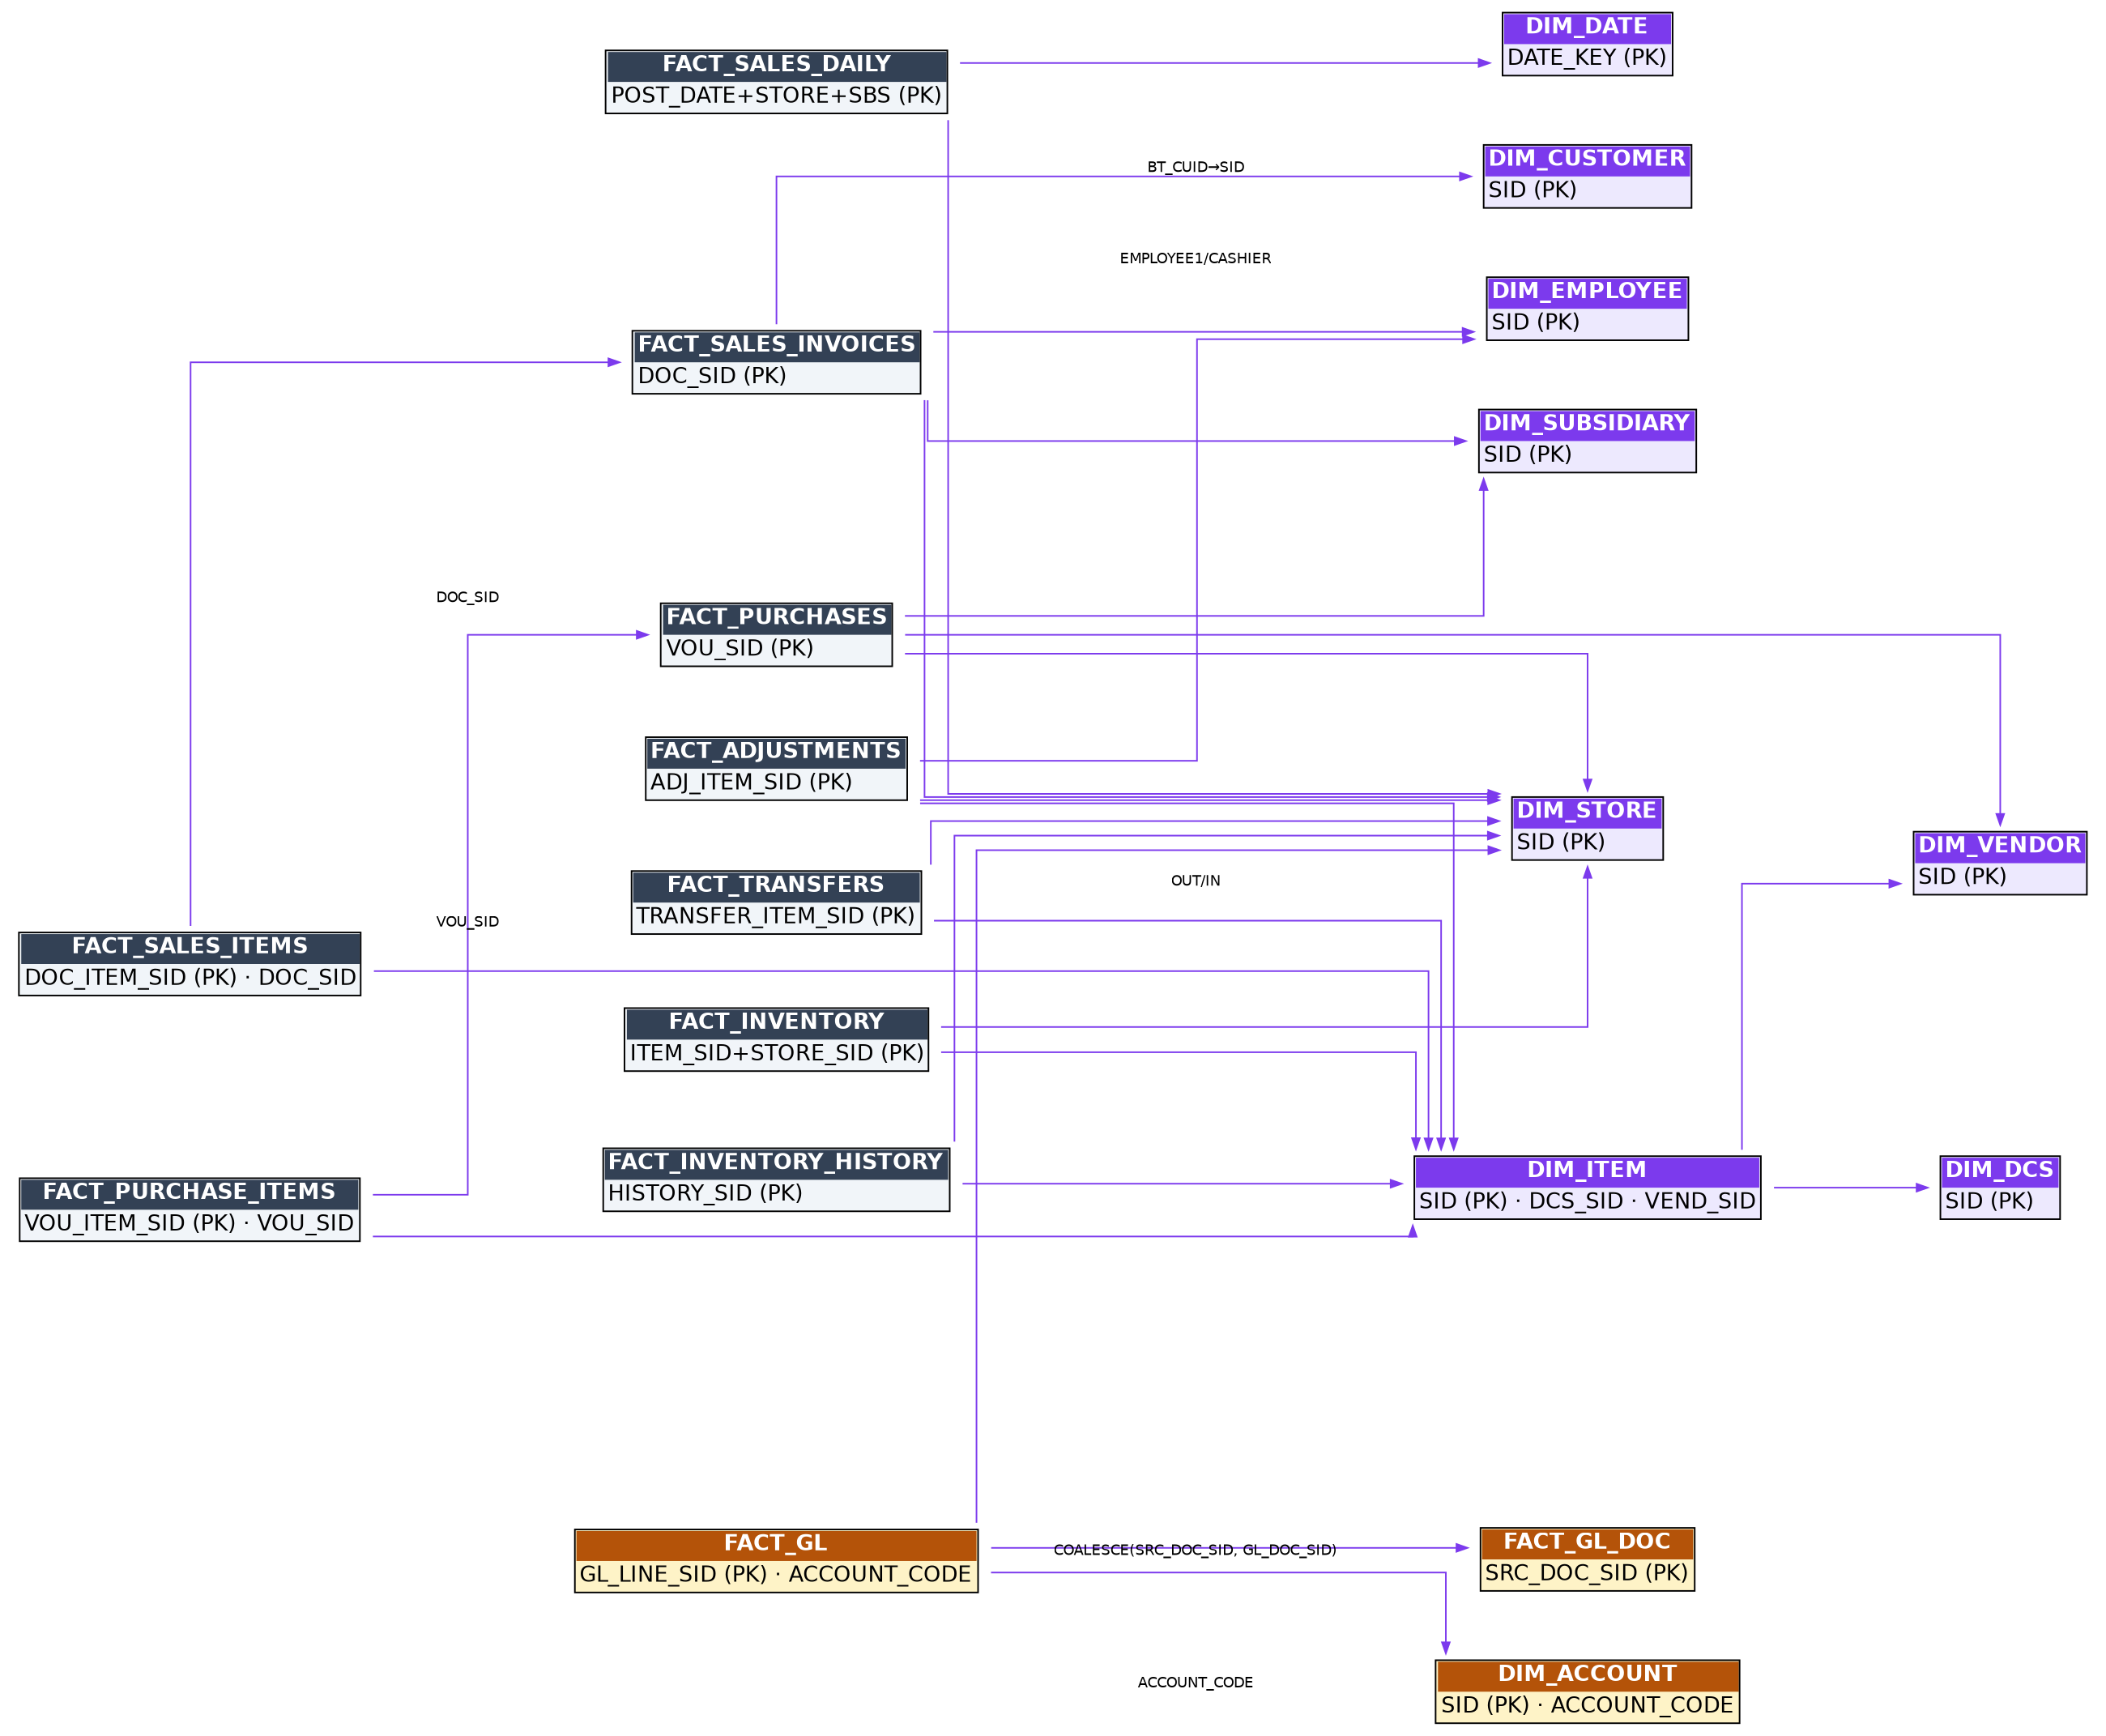 DIM_DATE
DATE_KEY (PK)
FACT_SALES_DAILY
POST_DATE+STORE+SBS (PK)
BT_CUID→SID
DIM_CUSTOMER
SID (PK)
EMPLOYEE1/CASHIER
DIM_EMPLOYEE
SID (PK)
FACT_SALES_INVOICES
DOC_SID (PK)
DIM_SUBSIDIARY
SID (PK)
DOC_SID
FACT_PURCHASES
VOU_SID (PK)
FACT_ADJUSTMENTS
ADJ_ITEM_SID (PK)
DIM_STORE
SID (PK)
DIM_VENDOR
SID (PK)
FACT_TRANSFERS
TRANSFER_ITEM_SID (PK)
OUT/IN
VOU_SID
FACT_SALES_ITEMS
DOC_ITEM_SID (PK) · DOC_SID
FACT_INVENTORY
ITEM_SID+STORE_SID (PK)
FACT_INVENTORY_HISTORY
HISTORY_SID (PK)
DIM_ITEM
SID (PK) · DCS_SID · VEND_SID
DIM_DCS
SID (PK)
FACT_PURCHASE_ITEMS
VOU_ITEM_SID (PK) · VOU_SID
FACT_GL
GL_LINE_SID (PK) · ACCOUNT_CODE
COALESCE(SRC_DOC_SID, GL_DOC_SID)
FACT_GL_DOC
SRC_DOC_SID (PK)
ACCOUNT_CODE
DIM_ACCOUNT
SID (PK) · ACCOUNT_CODE